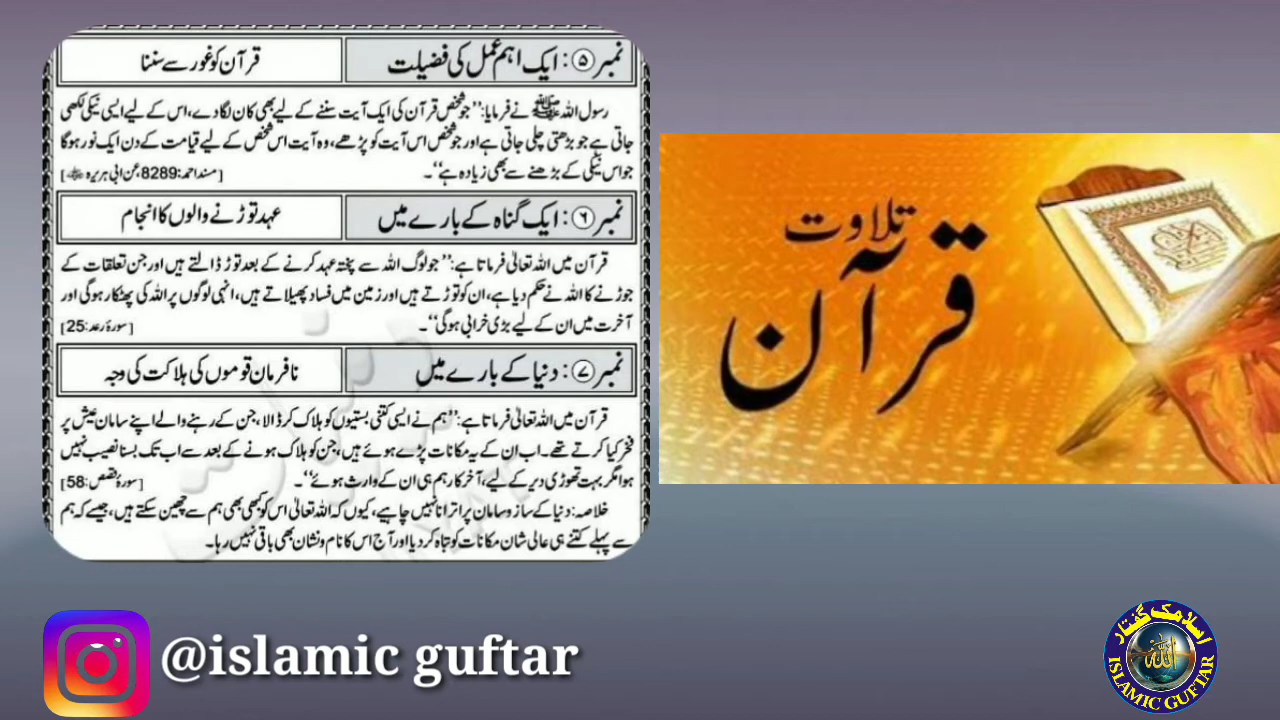 نمبر ۵: ایک اہم عمل کی فضیلت
قرآن کو غور سے سننا
رسول اللہ ﷺ نے فرمایا: "جو شخص قرآن کی ایک آیت سننے کے لیے بھی کان لگا دے، اس کے لیے ایسی نیکی لکھی
جاتی ہے جو بڑھتی چلی جاتی ہے اور جو شخص اس آیت کو پڑھے، وہ آیت اس شخص کے لیے قیامت کے دن ایک نور ہوگا
جو اس نیکی کے بڑھنے سے بھی زیادہ ہے"۔ [مسند احمد: 8289، عن ابی ہریرہ ؓ]
نمبر ۶: ایک گناہ کے بارے میں
عہد توڑنے والوں کا انجام
قرآن میں اللہ تعالیٰ فرماتا ہے: "جو لوگ اللہ سے پختہ عہد کرنے کے بعد توڑ ڈالتے ہیں اور جن تعلقات کے
جوڑنے کا اللہ نے حکم دیا ہے، ان کو توڑتے ہیں اور زمین میں فساد پھیلاتے ہیں، انہی لوگوں پر اللہ کی پھٹکار ہوگی اور
آخرت میں ان کے لیے بڑی خرابی ہوگی"۔ [سورۂ رعد: 25]
نمبر ۷: دنیا کے بارے میں
نافرمان قوموں کی ہلاکت کی وجہ
قرآن میں اللہ تعالیٰ فرماتا ہے: "ہم نے ایسی کتنی بستیوں کو ہلاک کر ڈالا، جن کے رہنے والے اپنے سامان عیش پر
فخر کیا کرتے تھے۔ اب ان کے یہ مکانات پڑے ہوئے ہیں، جن کو ہلاک ہونے کے بعد سے اب تک بسنا نصیب نہیں
ہوا مگر بہت تھوڑی دیر کے لیے، آخر کار ہم ہی ان کے وارث ہوئے"۔ [سورۂ قصص: 58]
خلاصہ: دنیا کے ساز و سامان پر اترانا نہیں چاہیے، کیوں کہ اللہ تعالیٰ اس کو کبھی بھی ہم سے چھین سکتے ہیں، جیسے کہ ہم
سے پہلے کتنے ہی عالی شان مکانات کو تباہ کر دیا اور آج اس کا نام و نشان بھی باقی نہیں رہا۔
تلاوت
قرآن
@islamic guftar
اسلامک گفتار
اللہ
ISLAMIC GUFTAR